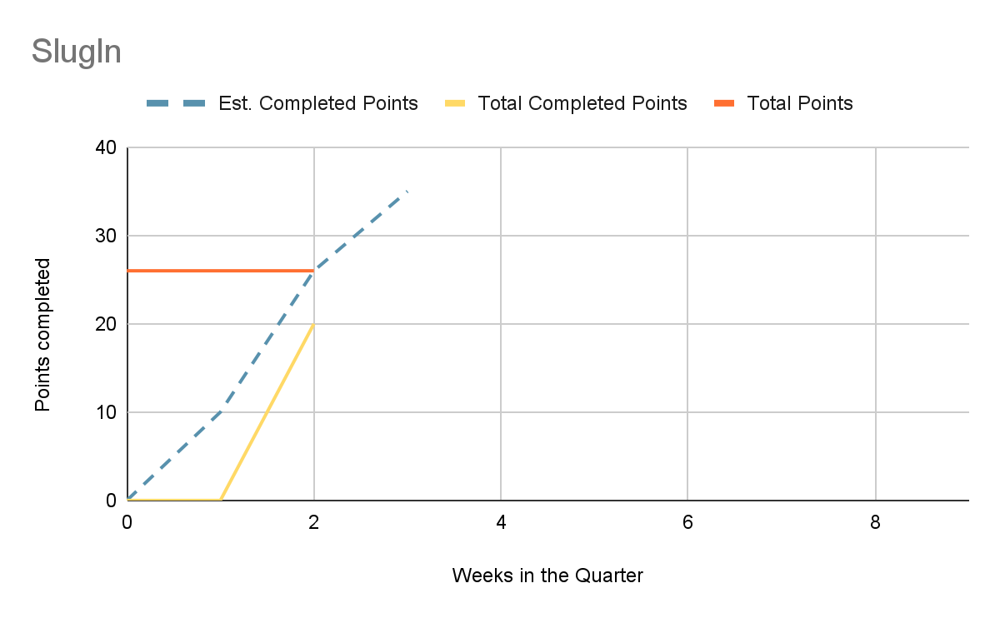 SlugIn
Est. Completed Points
Total Completed Points
Total Points
40
30
20
10
0
Points completed
0
2
4
6
8
Weeks in the Quarter